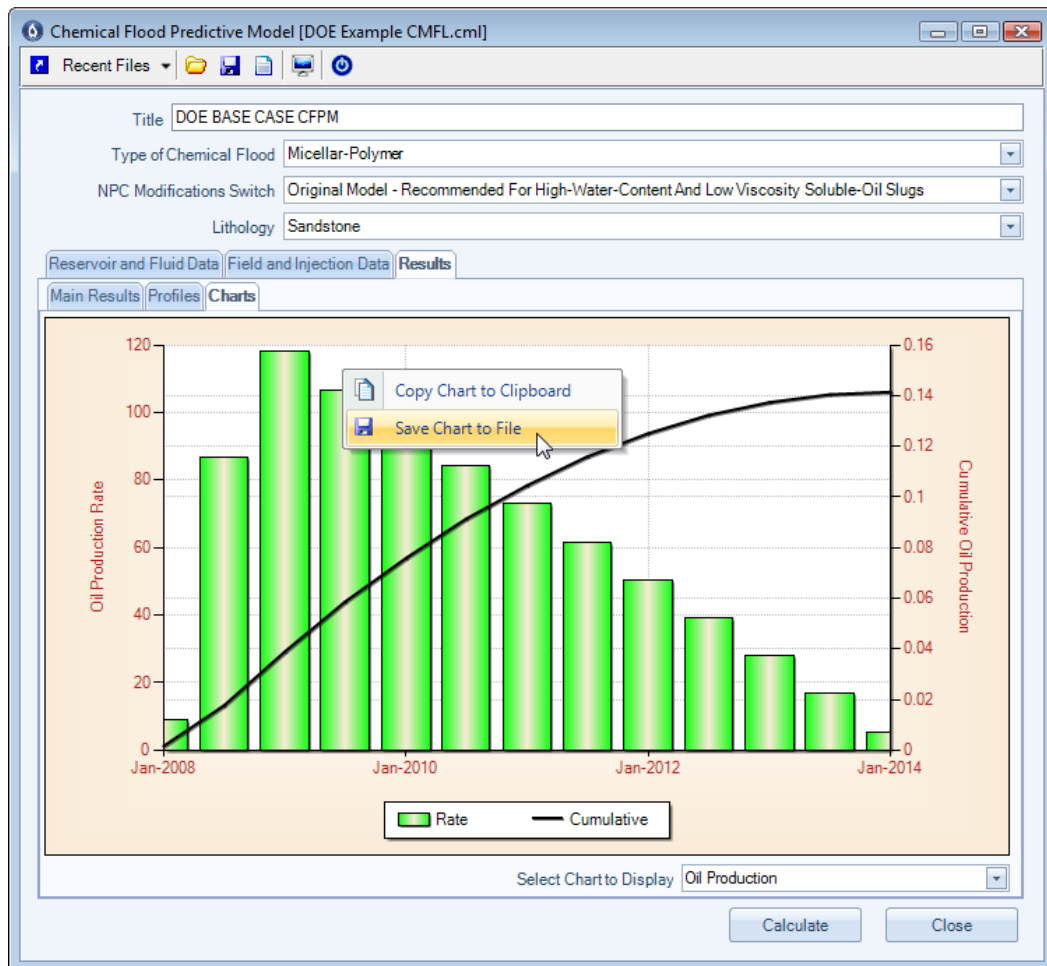 Chemical Flood Predictive Model [DOE Example CMFL.cml]
Recent Files
Title DOE BASE CASE CFPM
Type of Chemical Flood Micellar-Polymer
NPC Modifications Switch Original Model - Recommended For High-Water-Content And Low Viscosity Soluble-Oil Slugs
Lithology Sandstone
Reservoir and Fluid Data Field and Injection Data Results
Main Results Profiles Charts
Oil Production Rate
120
100
80
60
40
20
0
Copy Chart to Clipboard
Save Chart to File
0.16
0.14
0.12
0.1
0.08
0.06
0.04
0.02
0
Cumulative Oil Production
Jan-2008 Jan-2010 Jan-2012 Jan-2014
Rate Cumulative
Select Chart to Display Oil Production
Calculate Close